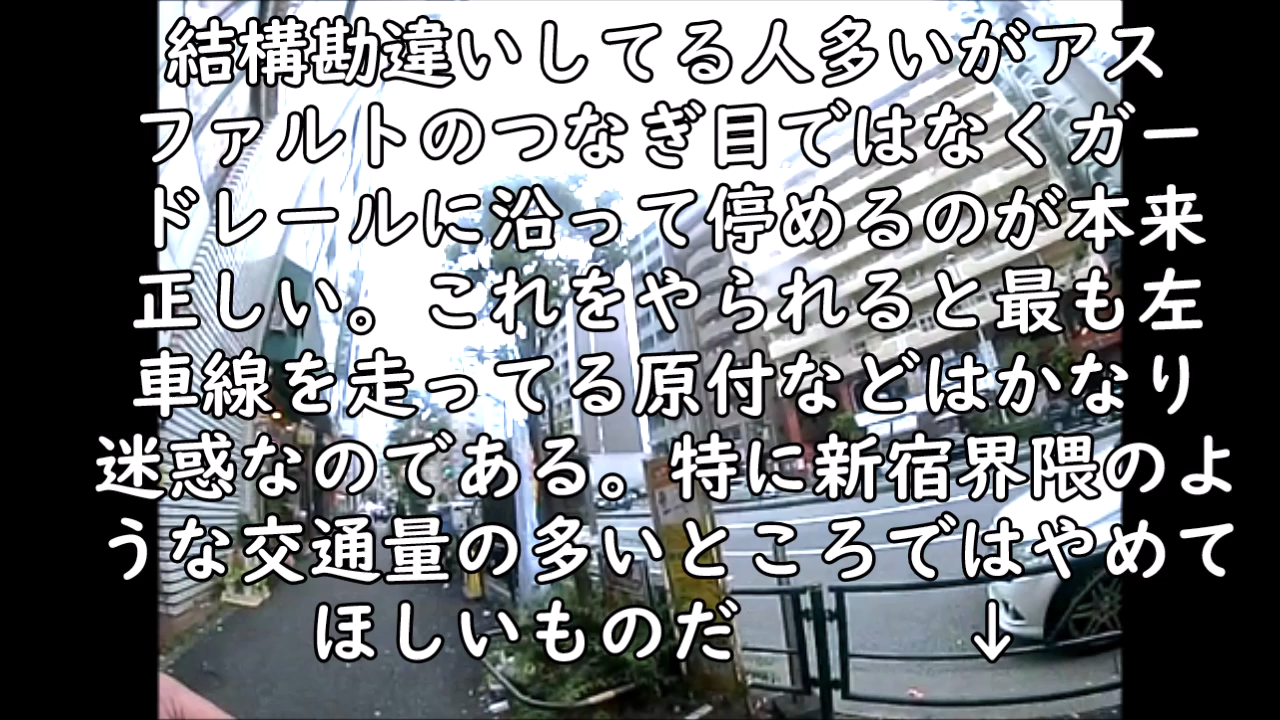 結構勘違いしてる人多いがアス
ファルトのつなぎ目ではなくガー
ドレールに沿って停めるのが本来
正しい。これをやられると最も左
車線を走ってる原付などはかなり
迷惑なのである。特に新宿界隈のよ
うな交通量の多いところではやめて
ほしいものだ　　　↓